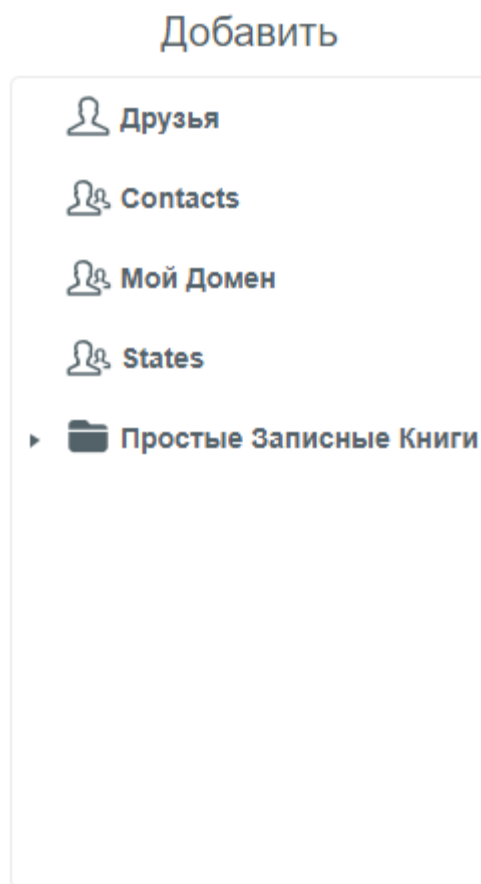 Добавить
Друзья
Contacts
Мой Домен
States
Простые Записные Книги